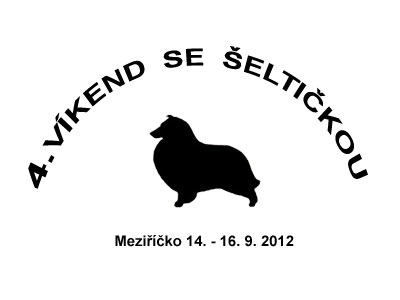 4. VÍKEND SE ŠELTIČKOU
Meziříčko 14. - 16. 9. 2012